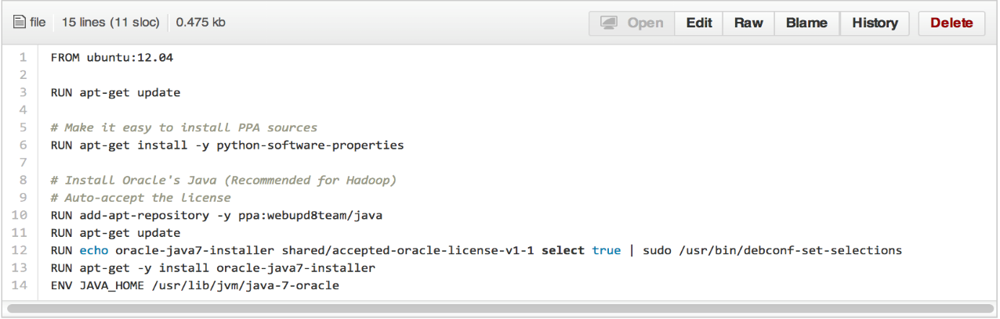 file 15 lines (11 sloc) 0.475 kb Open Edit Raw Blame History Delete
1 FROM ubuntu:12.04
2
3 RUN apt-get update
4
5 # Make it easy to install PPA sources
6 RUN apt-get install -y python-software-properties
7
8 # Install Oracle's Java (Recommended for Hadoop)
9 # Auto-accept the license
10 RUN add-apt-repository -y ppa:webupd8team/java
11 RUN apt-get update
12 RUN echo oracle-java7-installer shared/accepted-oracle-license-v1-1 select true | sudo /usr/bin/debconf-set-selections
13 RUN apt-get -y install oracle-java7-installer
14 ENV JAVA_HOME /usr/lib/jvm/java-7-oracle